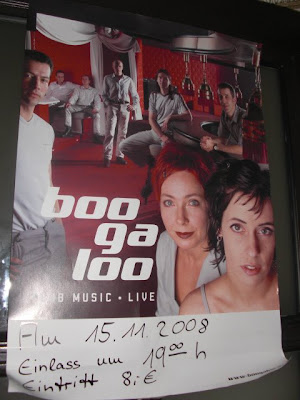 boo
ga
loo
MUSIC • LIVE
Am 15.11.2008
Einlass um 19⁰⁰ h
Eintritt 8,- €